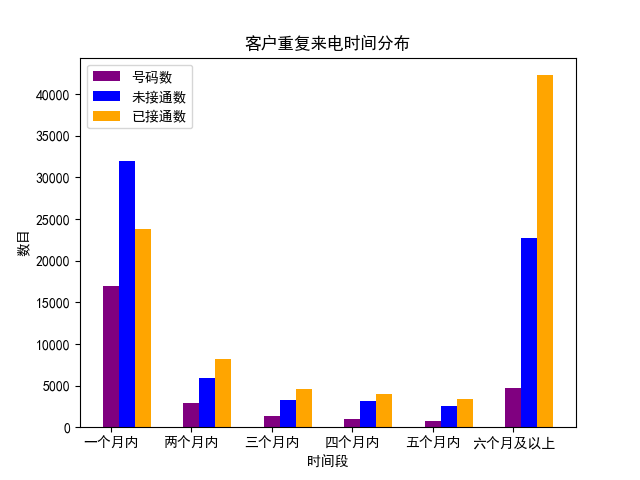 客户重复来电时间分布
号码数
未接通数
已接通数
数目
40000
35000
30000
25000
20000
15000
10000
5000
0
一个月内 两个月内 三个月内 四个月内 五个月内 六个月及以上
时间段